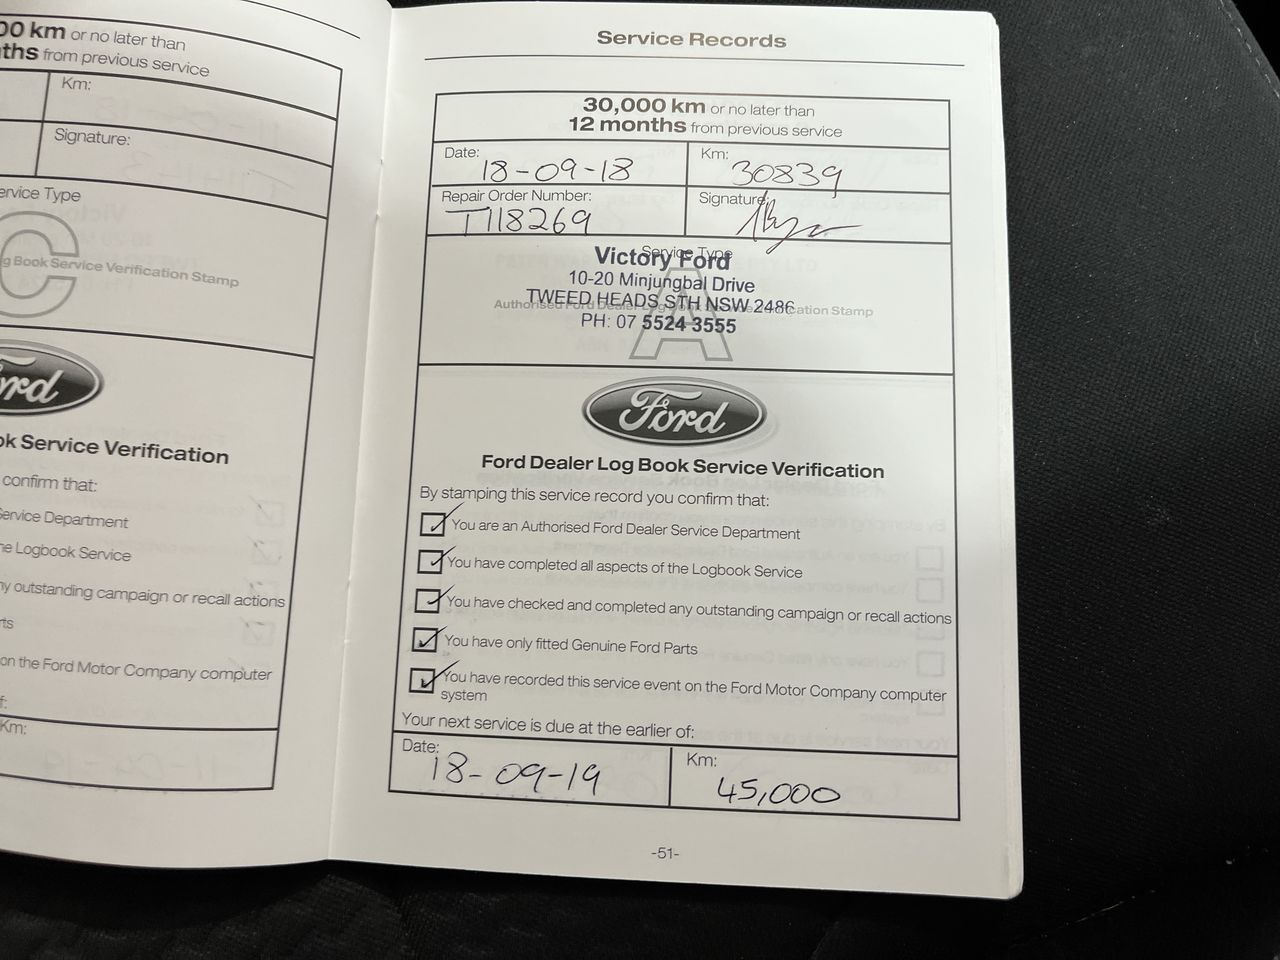 00 km or no later than
ths from previous service
Km:
Signature:
ervice Type
C
g Book Service Verification Stamp
ord
ok Service Verification
confirm that:
Service Department
he Logbook Service
ny outstanding campaign or recall actions
rts
on the Ford Motor Company computer
f:
Km:
Service Records
30,000 km or no later than
12 months from previous service
Date: 18-09-18 Km: 30839
Repair Order Number: T118269 Signature:
Service Type
A
Victory Ford
10-20 Minjungbal Drive
TWEED HEADS STH NSW 2486
Authorised Ford Dealer Log Book Service Verification Stamp
PH: 07 5524 3555
Ford
Ford Dealer Log Book Service Verification
By stamping this service record you confirm that:
You are an Authorised Ford Dealer Service Department
You have completed all aspects of the Logbook Service
You have checked and completed any outstanding campaign or recall actions
You have only fitted Genuine Ford Parts
You have recorded this service event on the Ford Motor Company computer
system
Your next service is due at the earlier of:
Date: 18-09-19 Km: 45,000
-51-